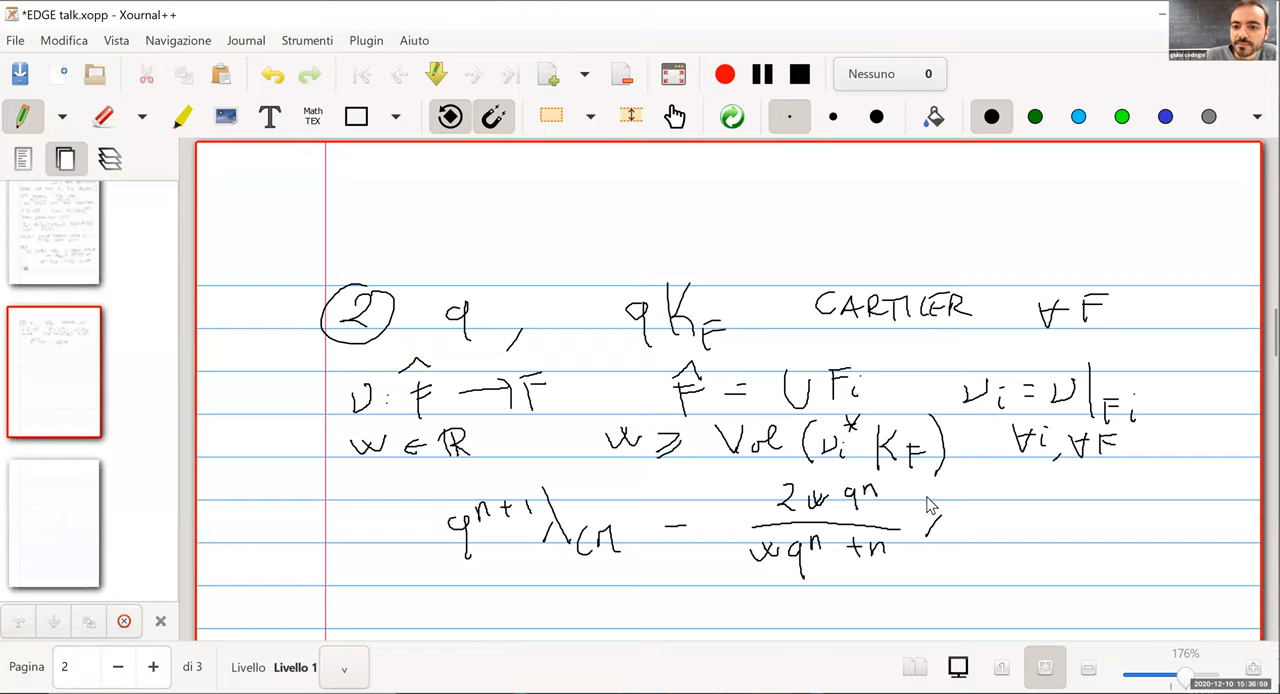 *EDGE talk.xopp - Xournal++
giulio codogni
File Modifica Vista Navigazione Journal Strumenti Plugin Aiuto
Nessuno 0
T Math TEX
② q, qK_F CARTIER ∀ F
ν: F̂ → F F̂ = ∪ F_i ν_i = ν|_{F_i}
w ∈ ℝ w ⩾ Vol (ν_i^* K_F) ∀i, ∀F
q^{n+1} λ_{CM} - \frac{2w q^n}{w q^n + n} λ
Pagina 2 − + di 3 Livello Livello 1
176%
2020-12-10 15:36:59